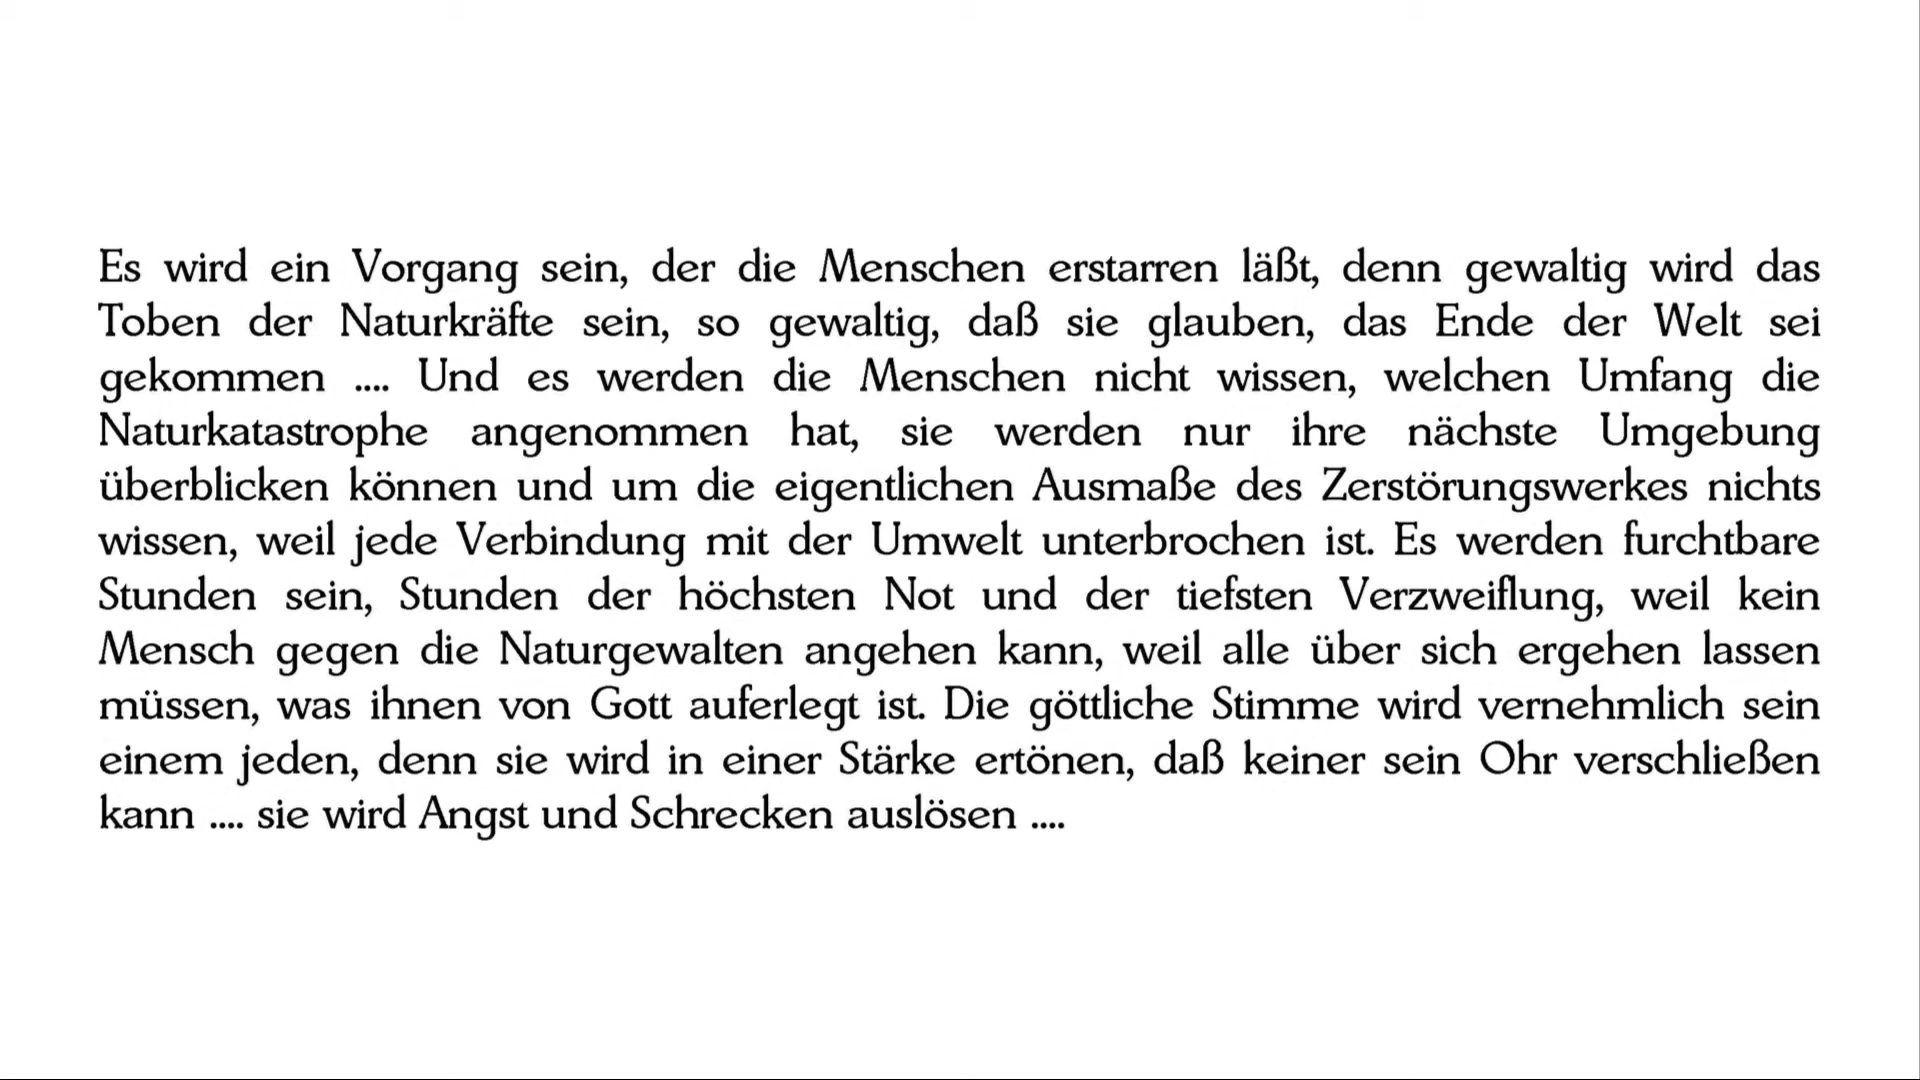 Es wird ein Vorgang sein, der die Menschen erstarren läßt, denn gewaltig wird das
Toben der Naturkräfte sein, so gewaltig, daß sie glauben, das Ende der Welt sei
gekommen .... Und es werden die Menschen nicht wissen, welchen Umfang die
Naturkatastrophe angenommen hat, sie werden nur ihre nächste Umgebung
überblicken können und um die eigentlichen Ausmaße des Zerstörungswerkes nichts
wissen, weil jede Verbindung mit der Umwelt unterbrochen ist. Es werden furchtbare
Stunden sein, Stunden der höchsten Not und der tiefsten Verzweiflung, weil kein
Mensch gegen die Naturgewalten angehen kann, weil alle über sich ergehen lassen
müssen, was ihnen von Gott auferlegt ist. Die göttliche Stimme wird vernehmlich sein
einem jeden, denn sie wird in einer Stärke ertönen, daß keiner sein Ohr verschließen
kann .... sie wird Angst und Schrecken auslösen ....